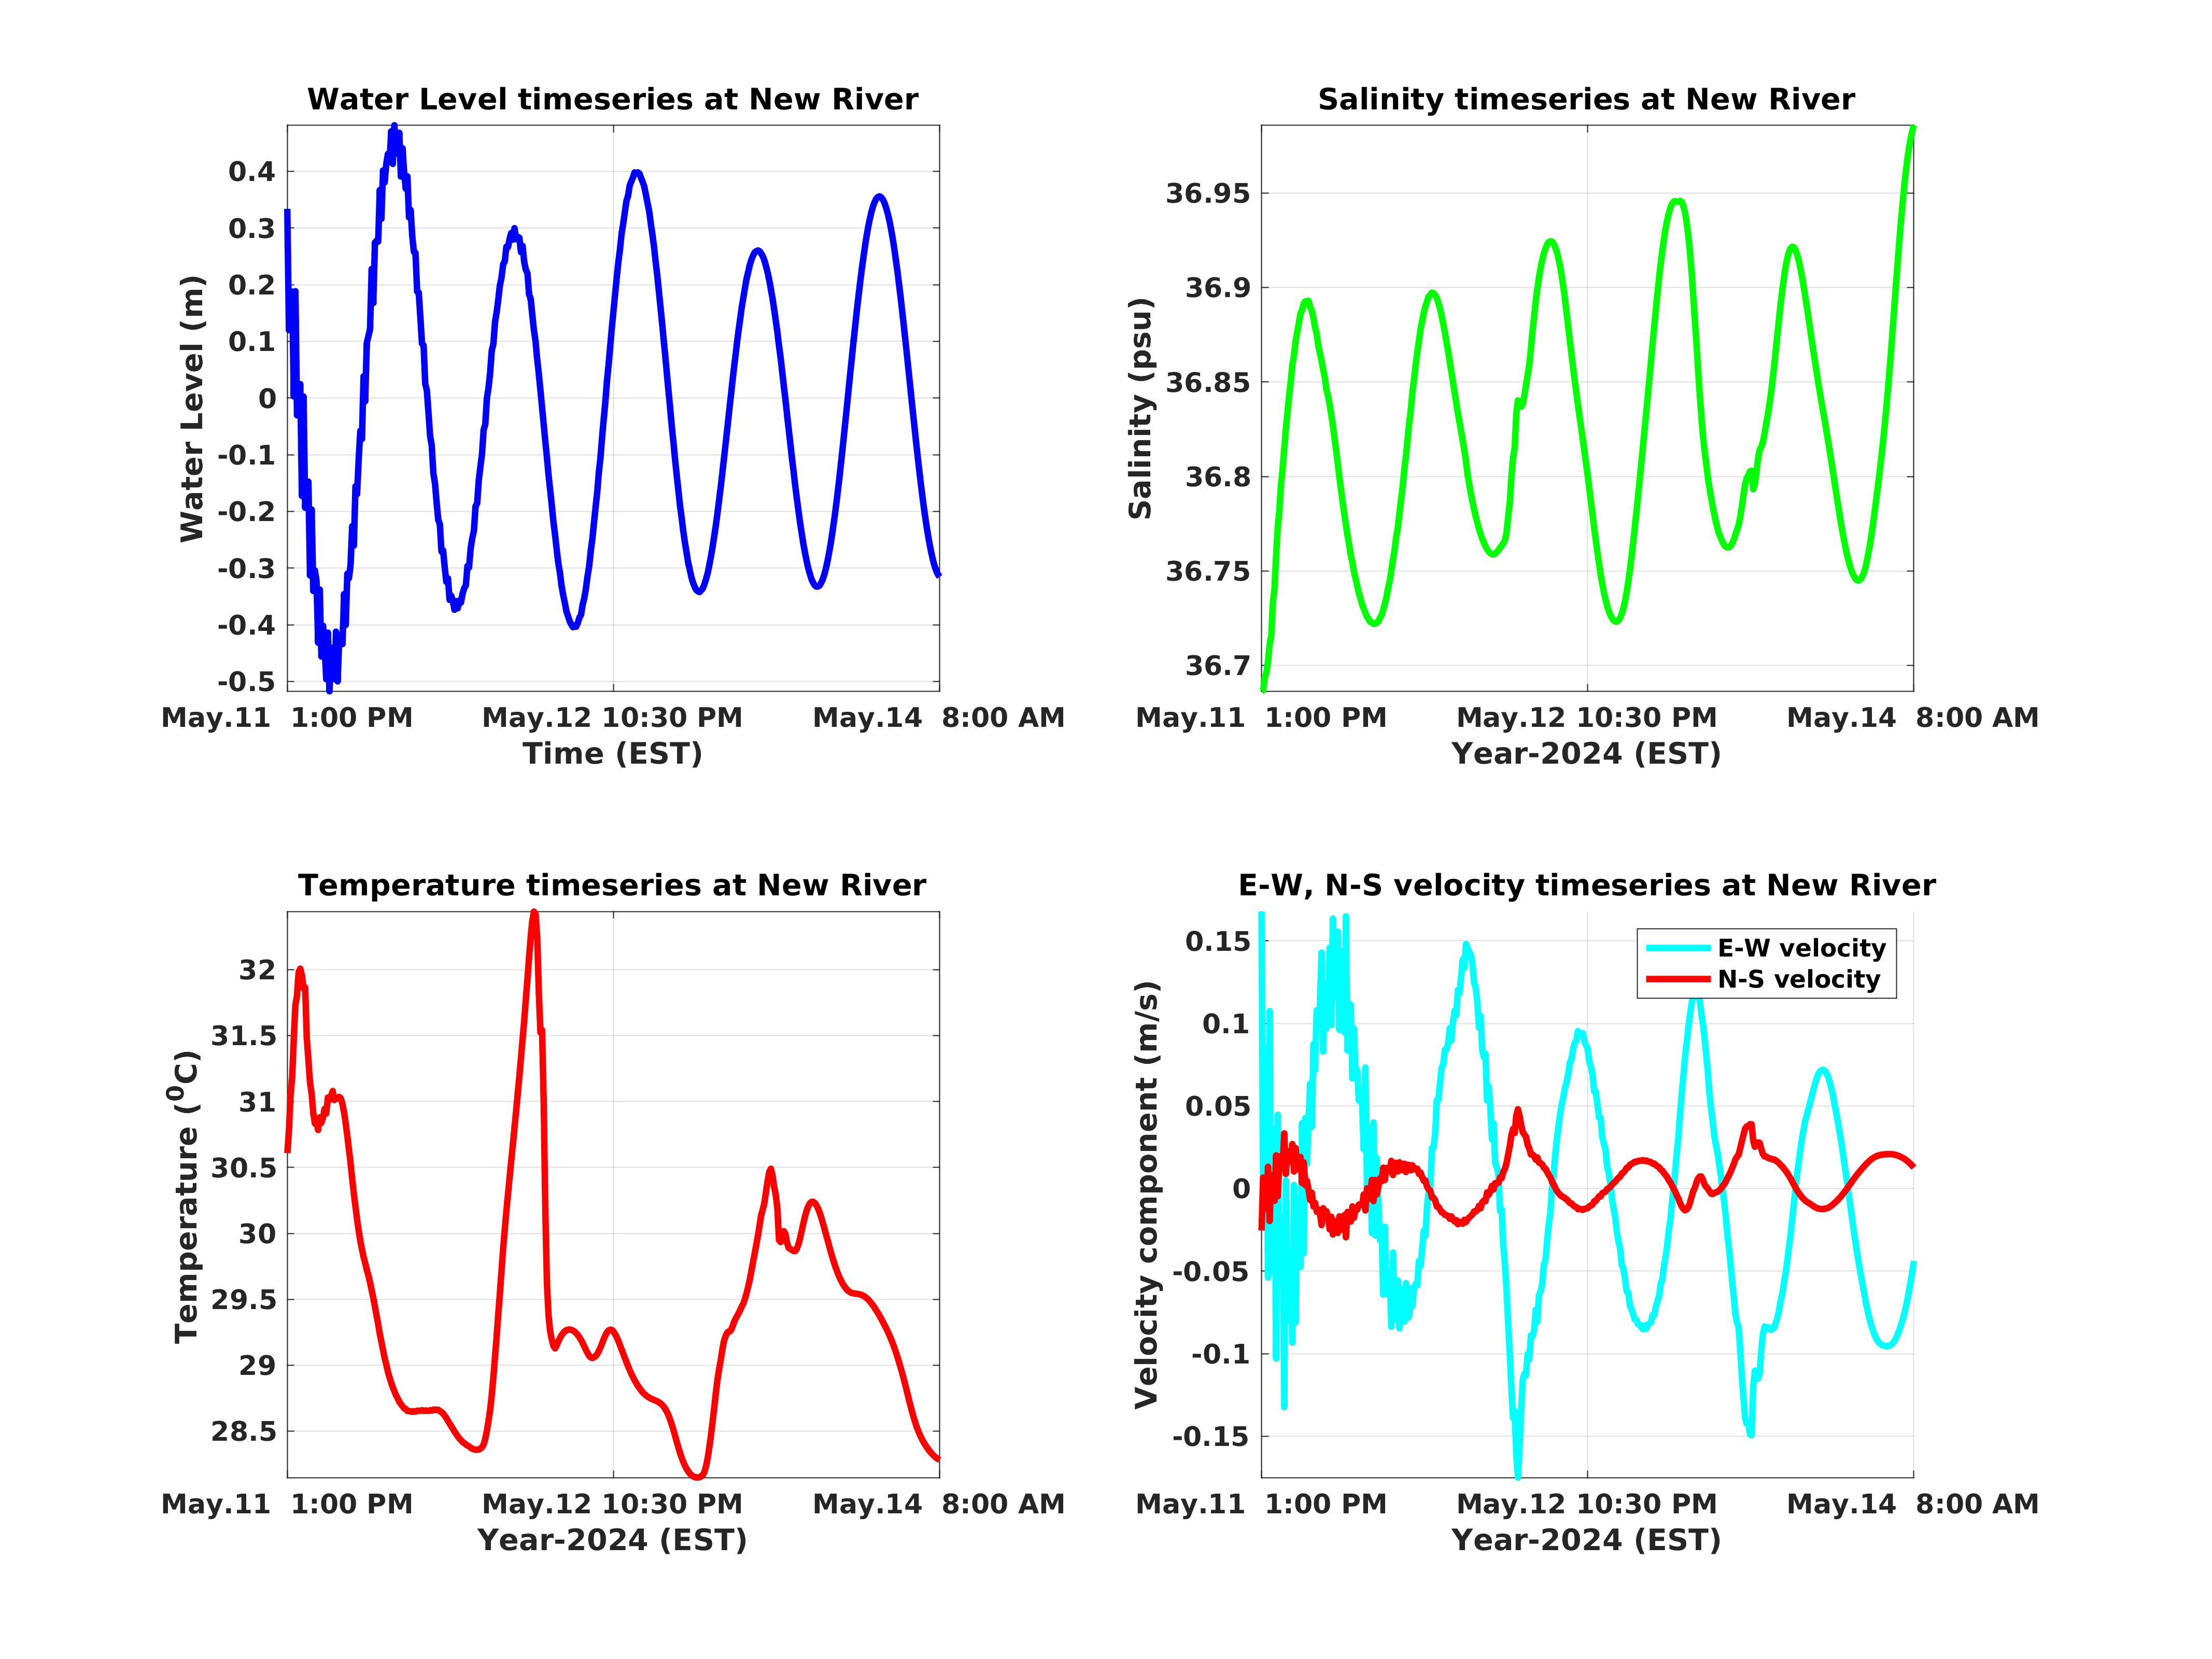 Water Level timeseries at New River
Water Level (m)
0.4
0.3
0.2
0.1
0
-0.1
-0.2
-0.3
-0.4
-0.5
May.11 1:00 PM
May.12 10:30 PM
May.14 8:00 AM
Time (EST)
Salinity timeseries at New River
Salinity (psu)
36.95
36.9
36.85
36.8
36.75
36.7
May.11 1:00 PM
May.12 10:30 PM
May.14 8:00 AM
Year-2024 (EST)
Temperature timeseries at New River
Temperature (⁰C)
32
31.5
31
30.5
30
29.5
29
28.5
May.11 1:00 PM
May.12 10:30 PM
May.14 8:00 AM
Year-2024 (EST)
E-W, N-S velocity timeseries at New River
Velocity component (m/s)
0.15
0.1
0.05
0
-0.05
-0.1
-0.15
E-W velocity
N-S velocity
May.11 1:00 PM
May.12 10:30 PM
May.14 8:00 AM
Year-2024 (EST)